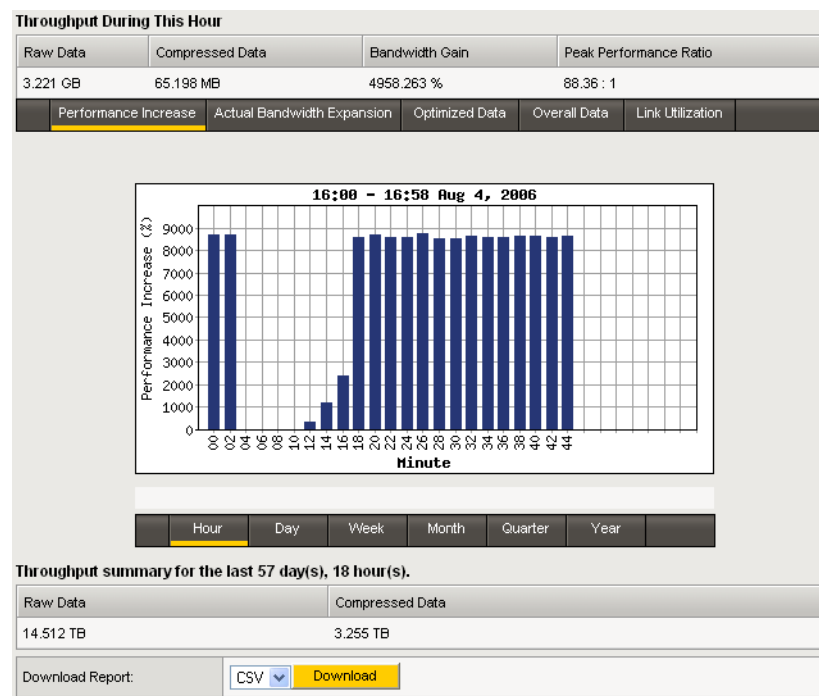 Throughput During This Hour
Raw Data Compressed Data Bandwidth Gain Peak Performance Ratio
3.221 GB 65.198 MB 4958.263 % 88.36 : 1
Performance Increase Actual Bandwidth Expansion Optimized Data Overall Data Link Utilization
16:00 - 16:58 Aug 4, 2006
Performance Increase (%)
9000
8000
7000
6000
5000
4000
3000
2000
1000
0
00 02 04 06 08 10 12 14 16 18 20 22 24 26 28 30 32 34 36 38 40 42 44
Minute
Hour Day Week Month Quarter Year
Throughput summary for the last 57 day(s), 18 hour(s).
Raw Data Compressed Data
14.512 TB 3.255 TB
Download Report: CSV Download